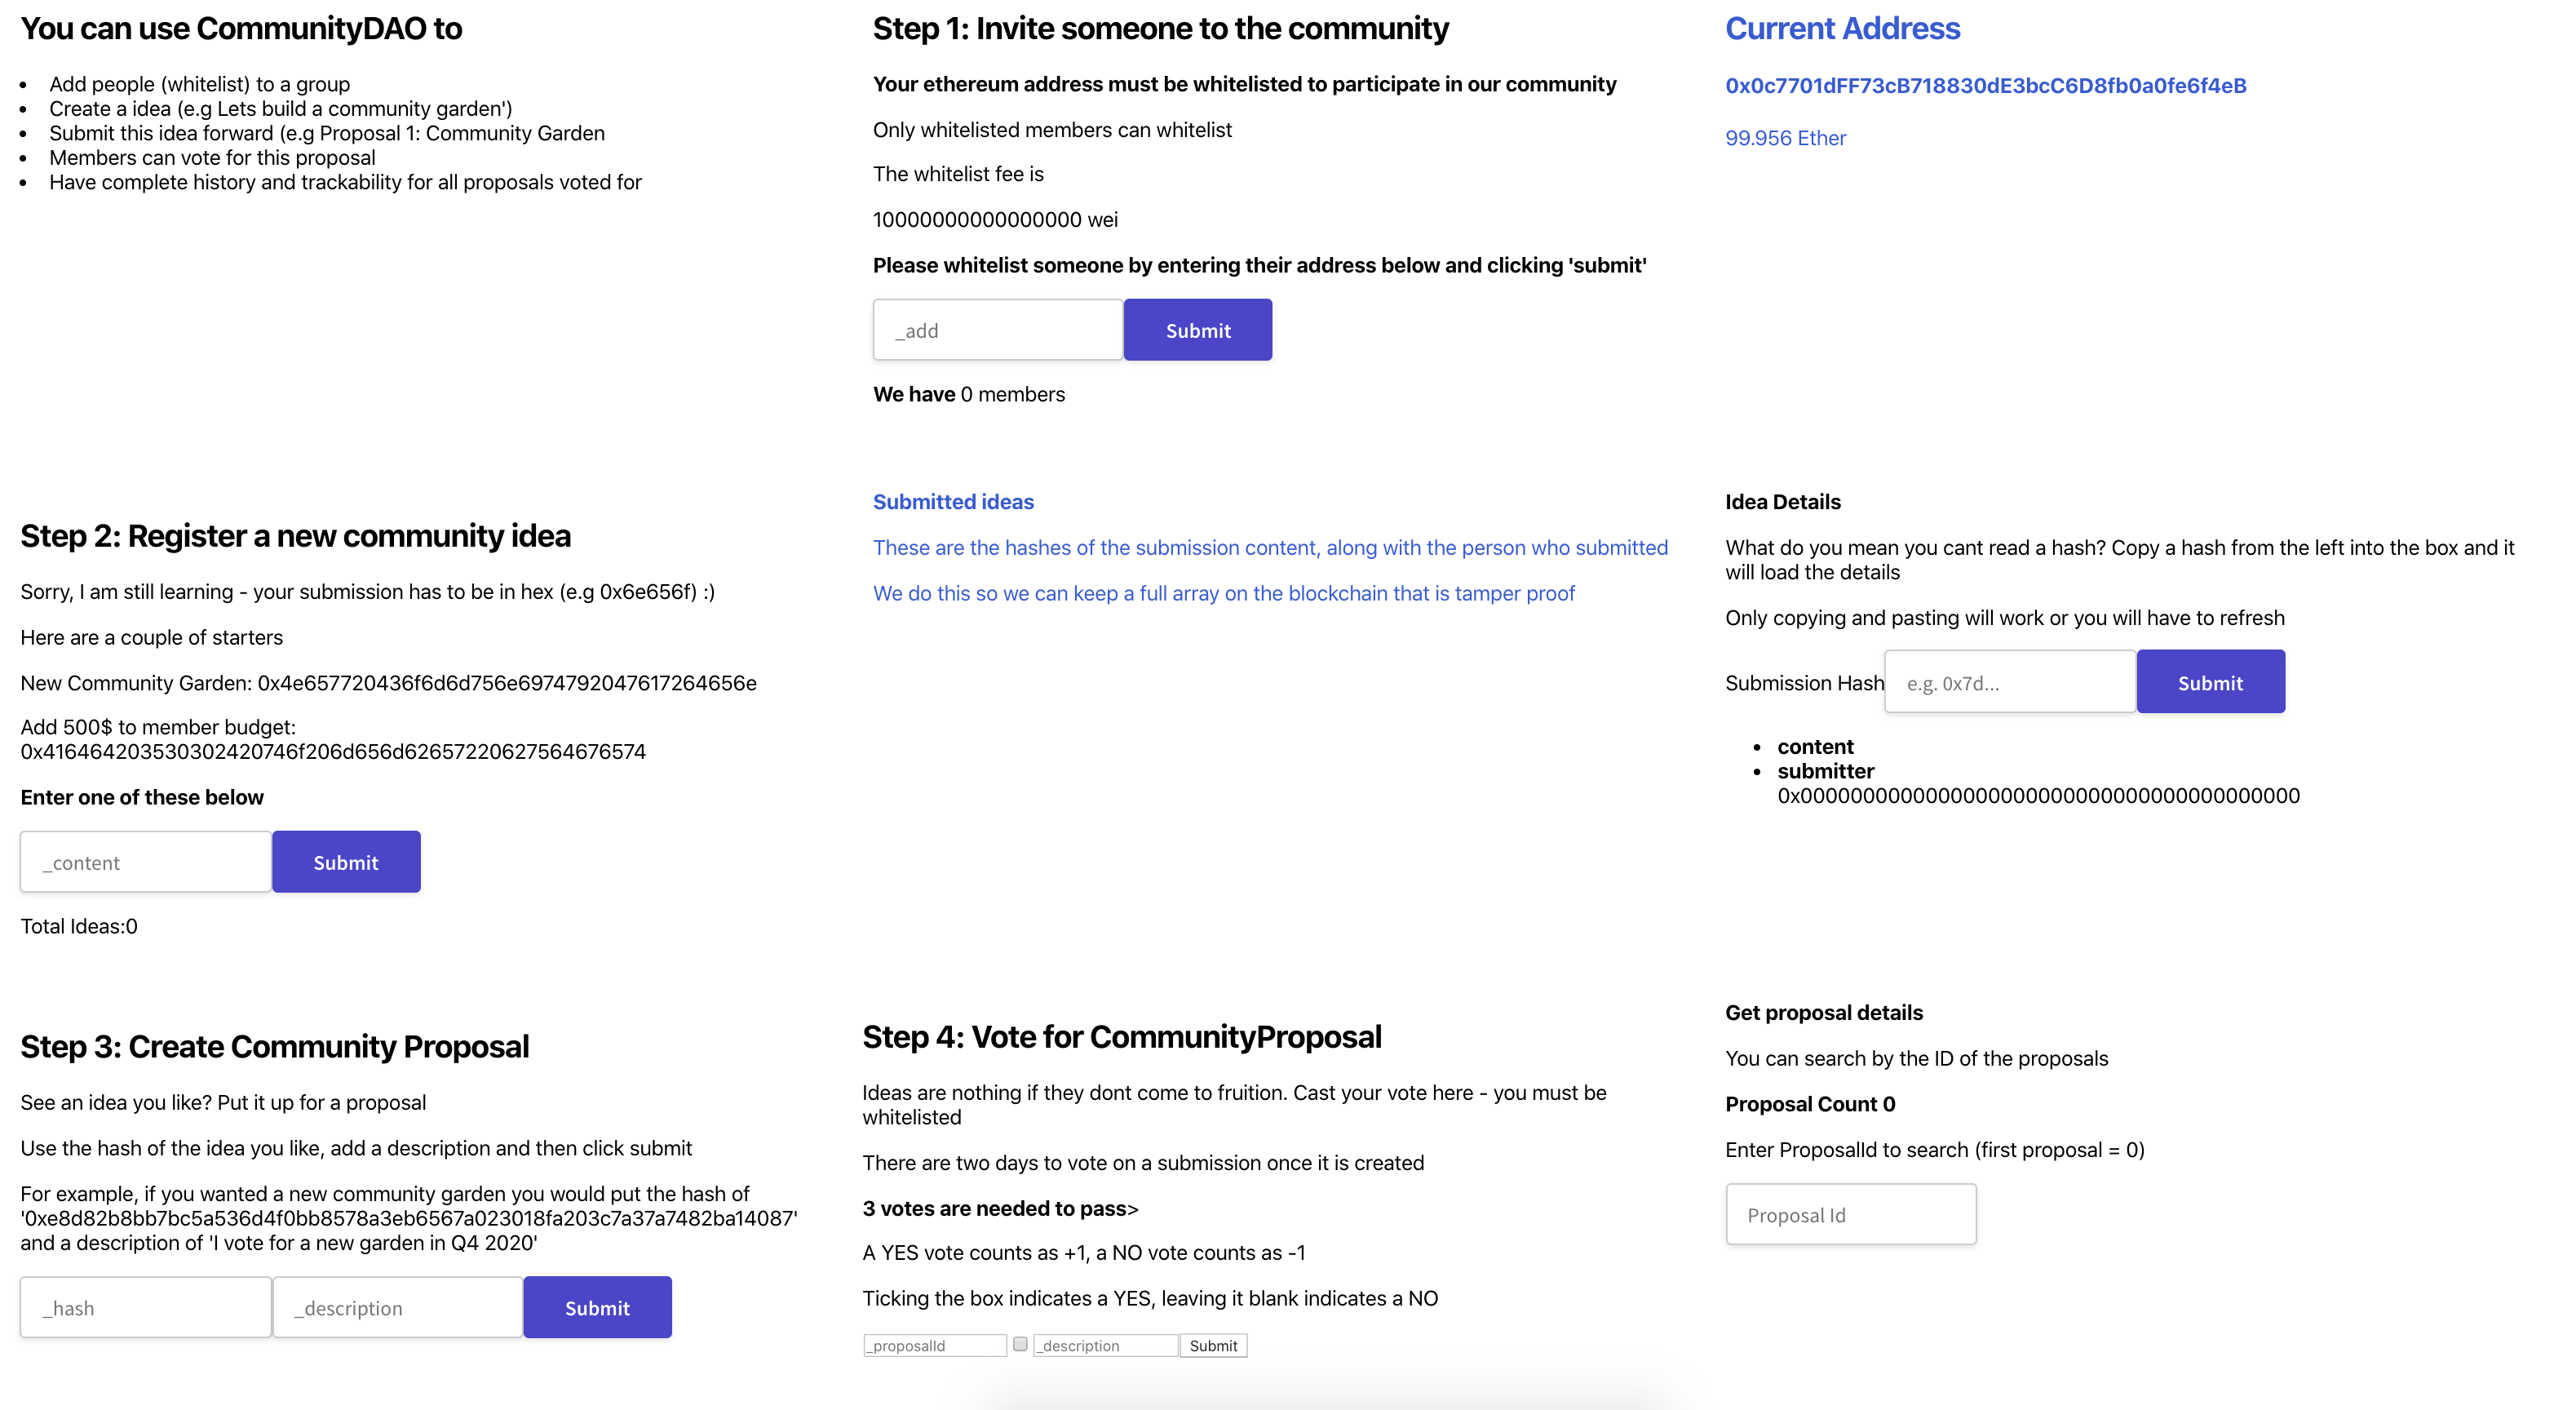 You can use CommunityDAO to
Add people (whitelist) to a group
Create a idea (e.g Lets build a community garden')
Submit this idea forward (e.g Proposal 1: Community Garden
Members can vote for this proposal
Have complete history and trackability for all proposals voted for
Step 1: Invite someone to the community
Your ethereum address must be whitelisted to participate in our community
Only whitelisted members can whitelist
The whitelist fee is
10000000000000000 wei
Please whitelist someone by entering their address below and clicking 'submit'
_add
Submit
We have 0 members
Current Address
0x0c7701dFF73cB718830dE3bcC6D8fb0a0fe6f4eB
99.956 Ether
Step 2: Register a new community idea
Sorry, I am still learning - your submission has to be in hex (e.g 0x6e656f) :)
Here are a couple of starters
New Community Garden: 0x4e657720436f6d6d756e6974792047617264656e
Add 500$ to member budget:
0x416464203530302420746f206d656d62657220627564676574
Enter one of these below
_content
Submit
Total Ideas:0
Submitted ideas
These are the hashes of the submission content, along with the person who submitted
We do this so we can keep a full array on the blockchain that is tamper proof
Idea Details
What do you mean you cant read a hash? Copy a hash from the left into the box and it
will load the details
Only copying and pasting will work or you will have to refresh
Submission Hash
e.g. 0x7d...
Submit
content
submitter
0x0000000000000000000000000000000000000000
Step 3: Create Community Proposal
See an idea you like? Put it up for a proposal
Use the hash of the idea you like, add a description and then click submit
For example, if you wanted a new community garden you would put the hash of
'0xe8d82b8bb7bc5a536d4f0bb8578a3eb6567a023018fa203c7a37a7482ba14087'
and a description of 'I vote for a new garden in Q4 2020'
_hash
_description
Submit
Step 4: Vote for CommunityProposal
Ideas are nothing if they dont come to fruition. Cast your vote here - you must be
whitelisted
There are two days to vote on a submission once it is created
3 votes are needed to pass>
A YES vote counts as +1, a NO vote counts as -1
Ticking the box indicates a YES, leaving it blank indicates a NO
_proposalId
_description
Submit
Get proposal details
You can search by the ID of the proposals
Proposal Count 0
Enter ProposalId to search (first proposal = 0)
Proposal Id